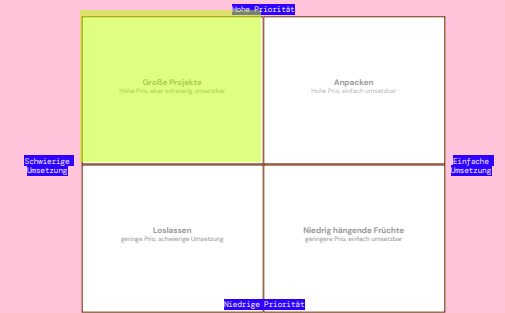 Hohe Priorität
Große Projekte
Hohe Prio, aber schwierig umsetzbar
Anpacken
Hohe Prio, einfach umsetzbar
Schwierige
Umsetzung
Einfache
Umsetzung
Loslassen
geringe Prio, schwierige Umsetzung
Niedrig hängende Früchte
geringere Prio, einfach umsetzbar
Niedrige Priorität